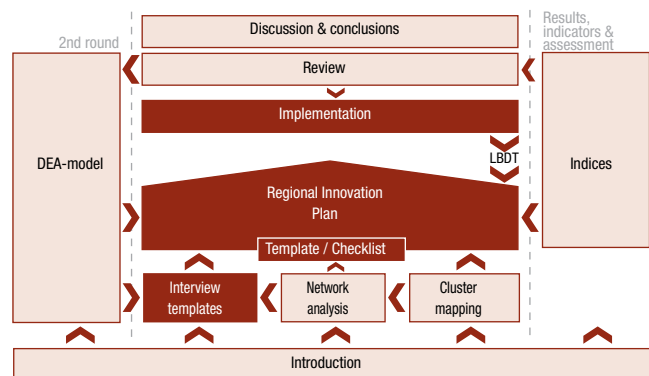 Discussion & conclusions
Results,
indicators &
assessment
2nd round
Review
Implementation
LBDT
DEA-model
Indices
Regional Innovation
Plan
Template / Checklist
Interview
templates
Network
analysis
Cluster
mapping
Introduction